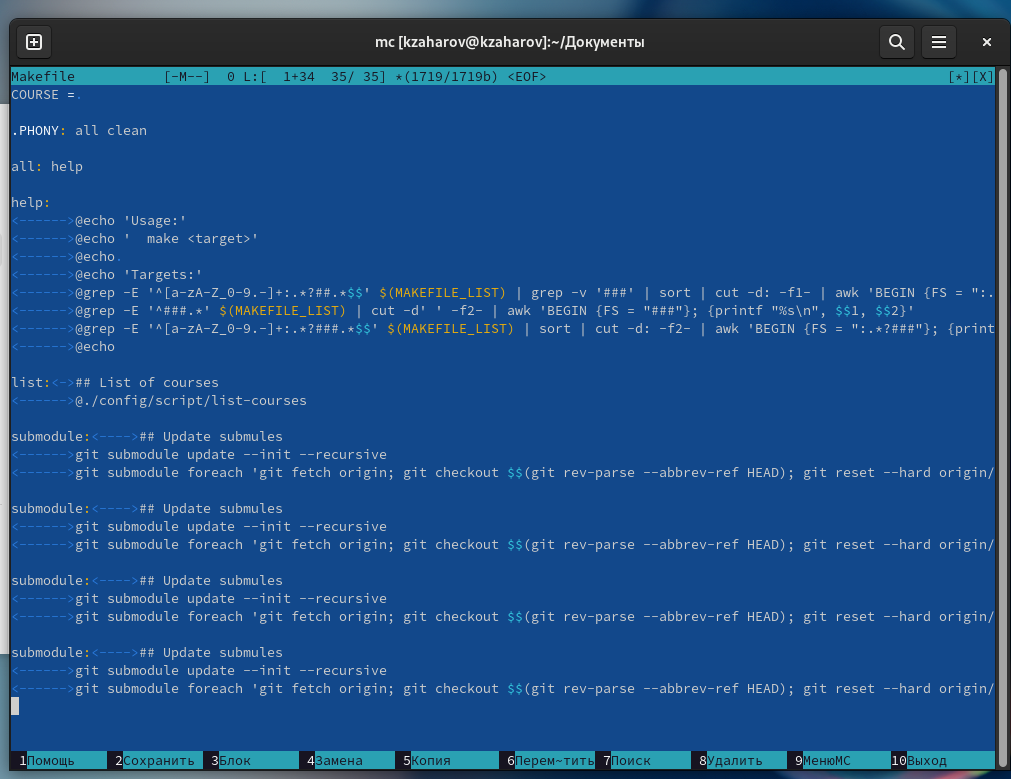 mc [kzaharov@kzaharov]:~/Документы
Makefile [-M--] 0 L:[ 1+34 35/ 35] *(1719/1719b) <EOF> [*][X]
COURSE =.
.PHONY: all clean
all: help
help:
<------>@echo 'Usage:'
<------>@echo '  make <target>'
<------>@echo.
<------>@echo 'Targets:'
<------>@grep -E '^[a-zA-Z_0-9.-]+:.*?##.*$$' $(MAKEFILE_LIST) | grep -v '###' | sort | cut -d: -f1- | awk 'BEGIN {FS = ":.
<------>@grep -E '^###.*' $(MAKEFILE_LIST) | cut -d' ' -f2- | awk 'BEGIN {FS = "###"}; {printf "%s\n", $$1, $$2}'
<------>@grep -E '^[a-zA-Z_0-9.-]+:.*?###.*$$' $(MAKEFILE_LIST) | sort | cut -d: -f2- | awk 'BEGIN {FS = ":.*?###"}; {print
<------>@echo
list:<->## List of courses
<------>@./config/script/list-courses
submodule:<---->## Update submules
<------>git submodule update --init --recursive
<------>git submodule foreach 'git fetch origin; git checkout $$(git rev-parse --abbrev-ref HEAD); git reset --hard origin/
submodule:<---->## Update submules
<------>git submodule update --init --recursive
<------>git submodule foreach 'git fetch origin; git checkout $$(git rev-parse --abbrev-ref HEAD); git reset --hard origin/
submodule:<---->## Update submules
<------>git submodule update --init --recursive
<------>git submodule foreach 'git fetch origin; git checkout $$(git rev-parse --abbrev-ref HEAD); git reset --hard origin/
submodule:<---->## Update submules
<------>git submodule update --init --recursive
<------>git submodule foreach 'git fetch origin; git checkout $$(git rev-parse --abbrev-ref HEAD); git reset --hard origin/
1Помощь 2Сохранить 3Блок 4Замена 5Копия 6Перем~тить 7Поиск 8Удалить 9МенюMC 10Выход